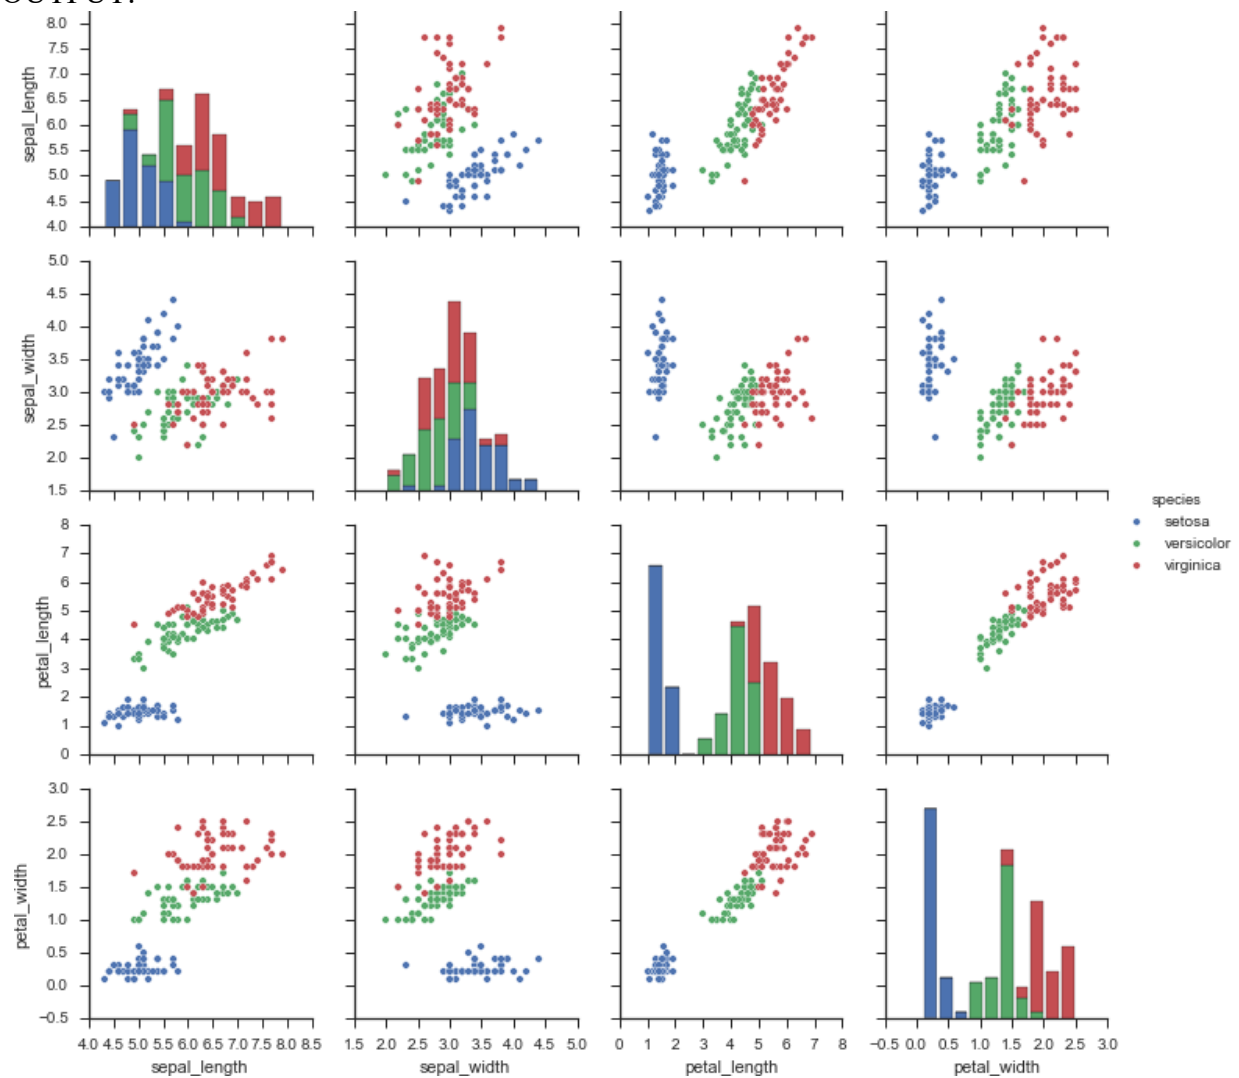 OUTPUT:
8.0
7.5
7.0
6.5
6.0
5.5
5.0
4.5
4.0
sepal_length
5.0
4.5
4.0
3.5
3.0
2.5
2.0
1.5
sepal_width
species
setosa
versicolor
virginica
8
7
6
5
4
3
2
1
0
petal_length
3.0
2.5
2.0
1.5
1.0
0.5
0.0
−0.5
petal_width
4.0 4.5 5.0 5.5 6.0 6.5 7.0 7.5 8.0 8.5
1.5 2.0 2.5 3.0 3.5 4.0 4.5 5.0
0 1 2 3 4 5 6 7 8
−0.5 0.0 0.5 1.0 1.5 2.0 2.5 3.0
sepal_length
sepal_width
petal_length
petal_width